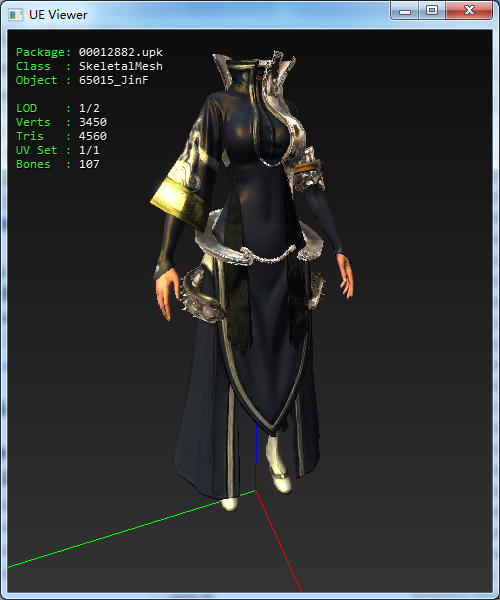 UE Viewer
Package: 00012882.upk
Class : SkeletalMesh
Object : 65015_JinF
LOD : 1/2
Verts : 3450
Tris : 4560
UV Set : 1/1
Bones : 107